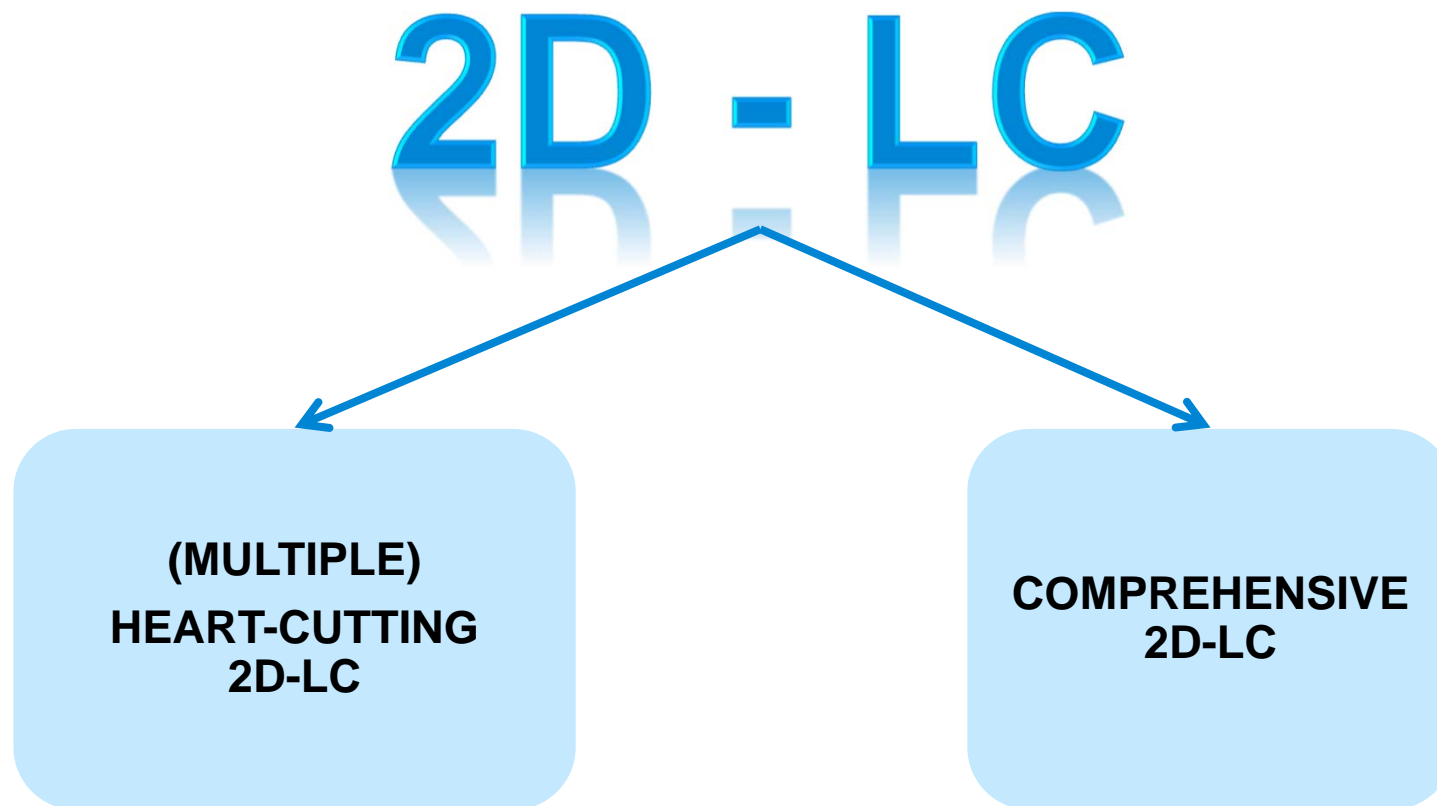 2D - LC
(MULTIPLE)
HEART-CUTTING
2D-LC
COMPREHENSIVE
2D-LC